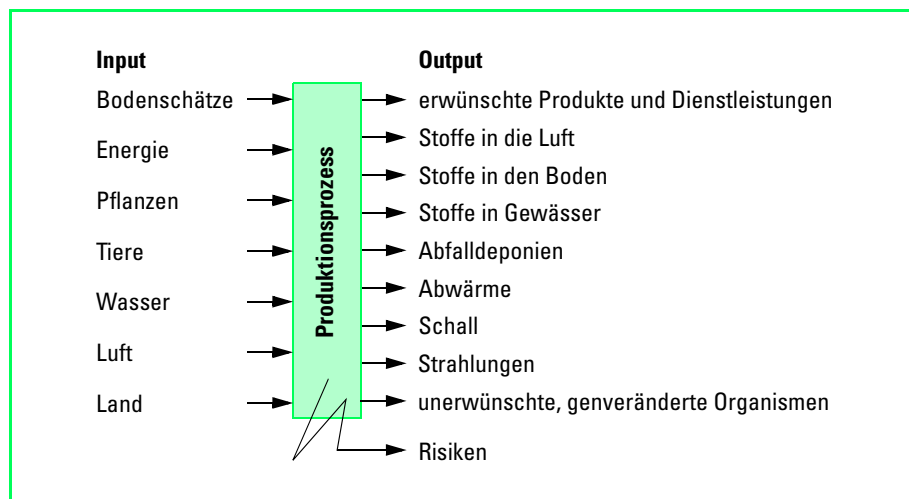 Input
Bodenschätze
Energie
Pflanzen
Tiere
Wasser
Luft
Land
Produktionsprozess
Output
erwünschte Produkte und Dienstleistungen
Stoffe in die Luft
Stoffe in den Boden
Stoffe in Gewässer
Abfalldeponien
Abwärme
Schall
Strahlungen
unerwünschte, genveränderte Organismen
Risiken